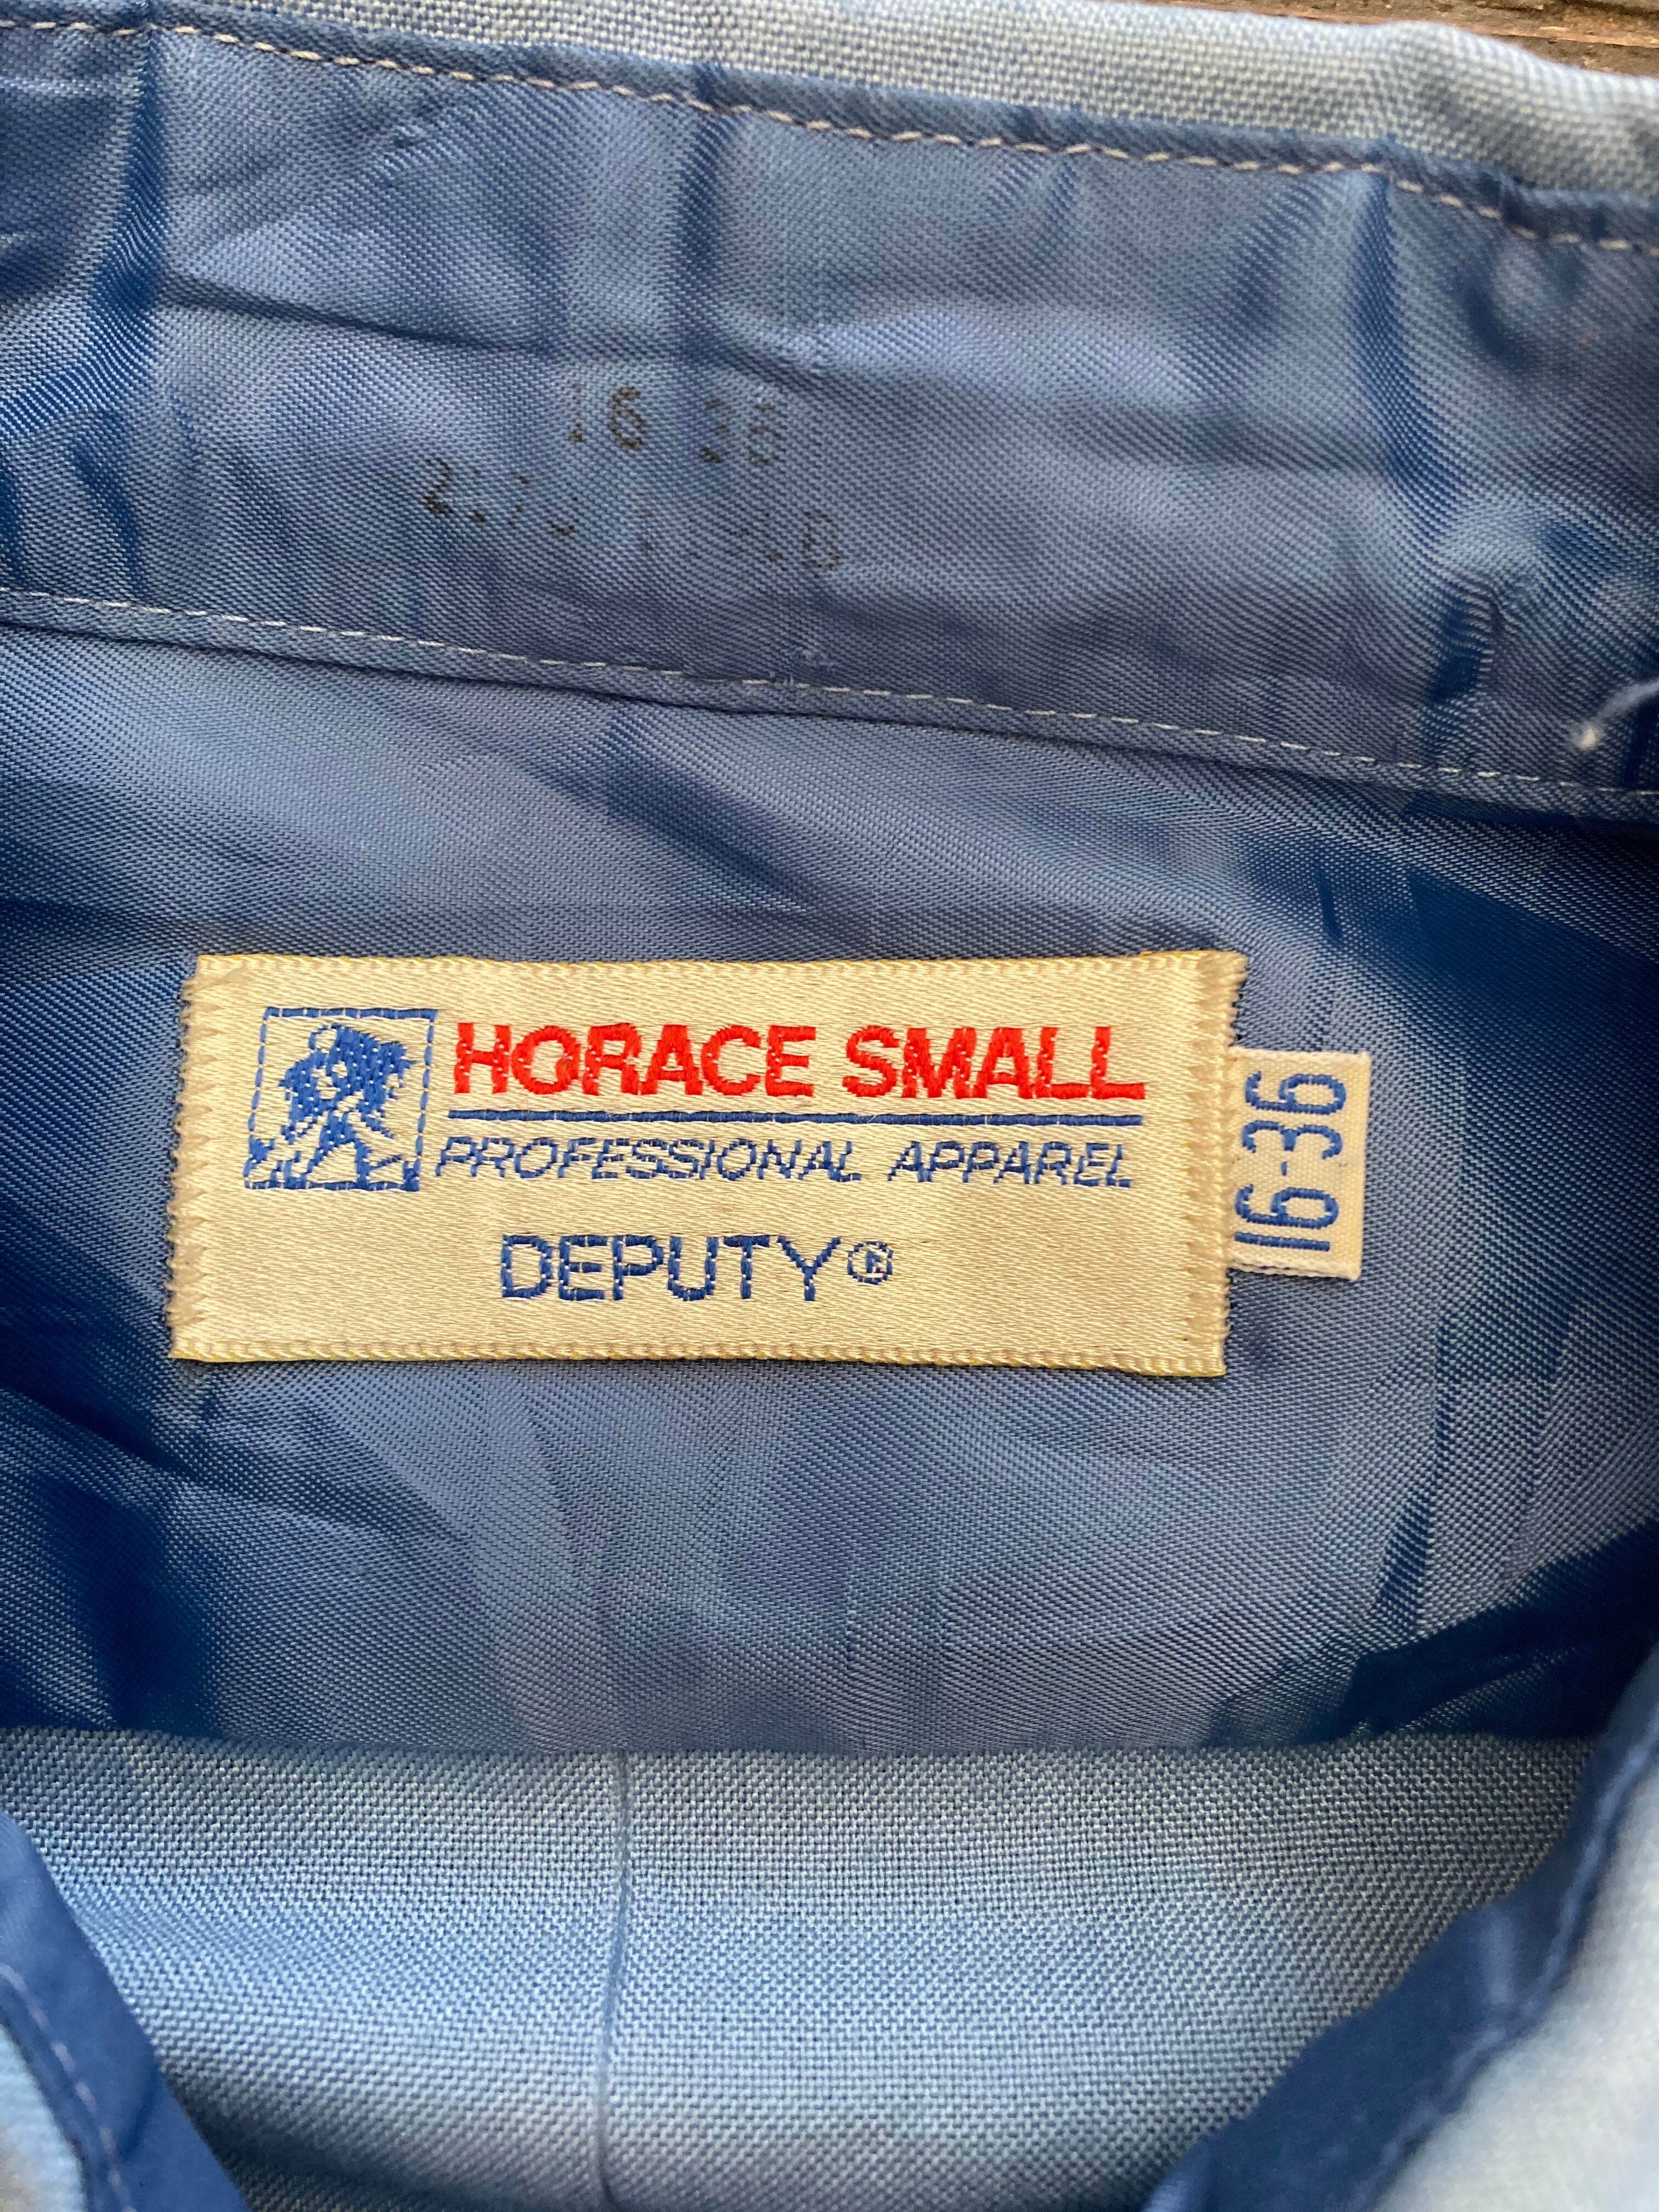 16 36
HORACE SMALL
PROFESSIONAL APPAREL
DEPUTY®
16-36